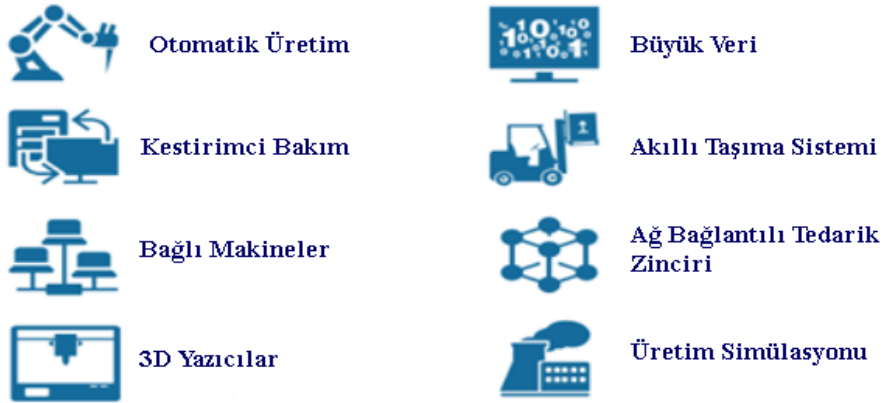 Otomatik Üretim
Büyük Veri
Kestirimci Bakım
Akıllı Taşıma Sistemi
Bağlı Makineler
Ağ Bağlantılı Tedarik
Zinciri
3D Yazıcılar
Üretim Simülasyonu